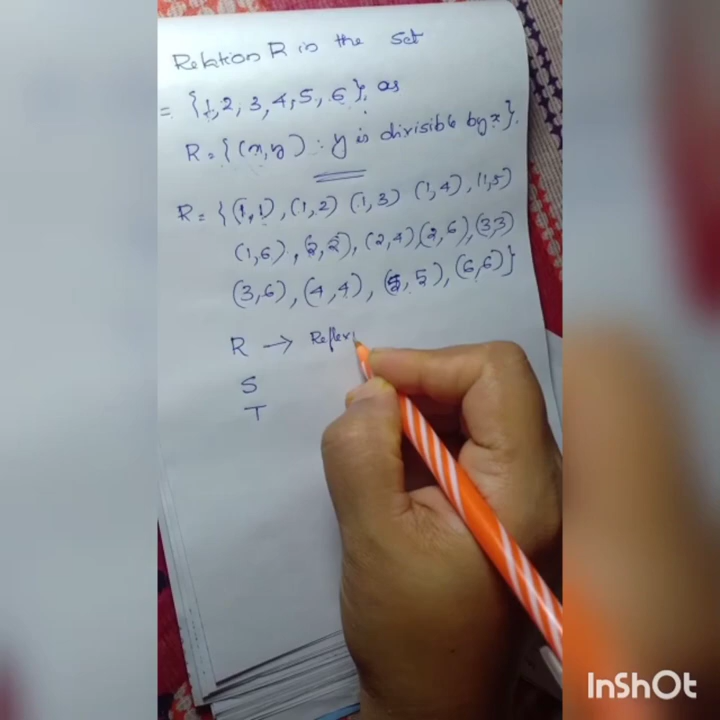 Relation R in the Set
= {1, 2, 3, 4, 5, 6}, as
R = {(x, y) : y is divisible by x}.
R = {(1,1), (1,2) (1,3) (1,4), (1,5)
(1,6), (2,2), (2,4) (2,6), (3,3)
(3,6), (4,4), (5,5), (6,6)}
R → Reflexi
S
T
InShOt